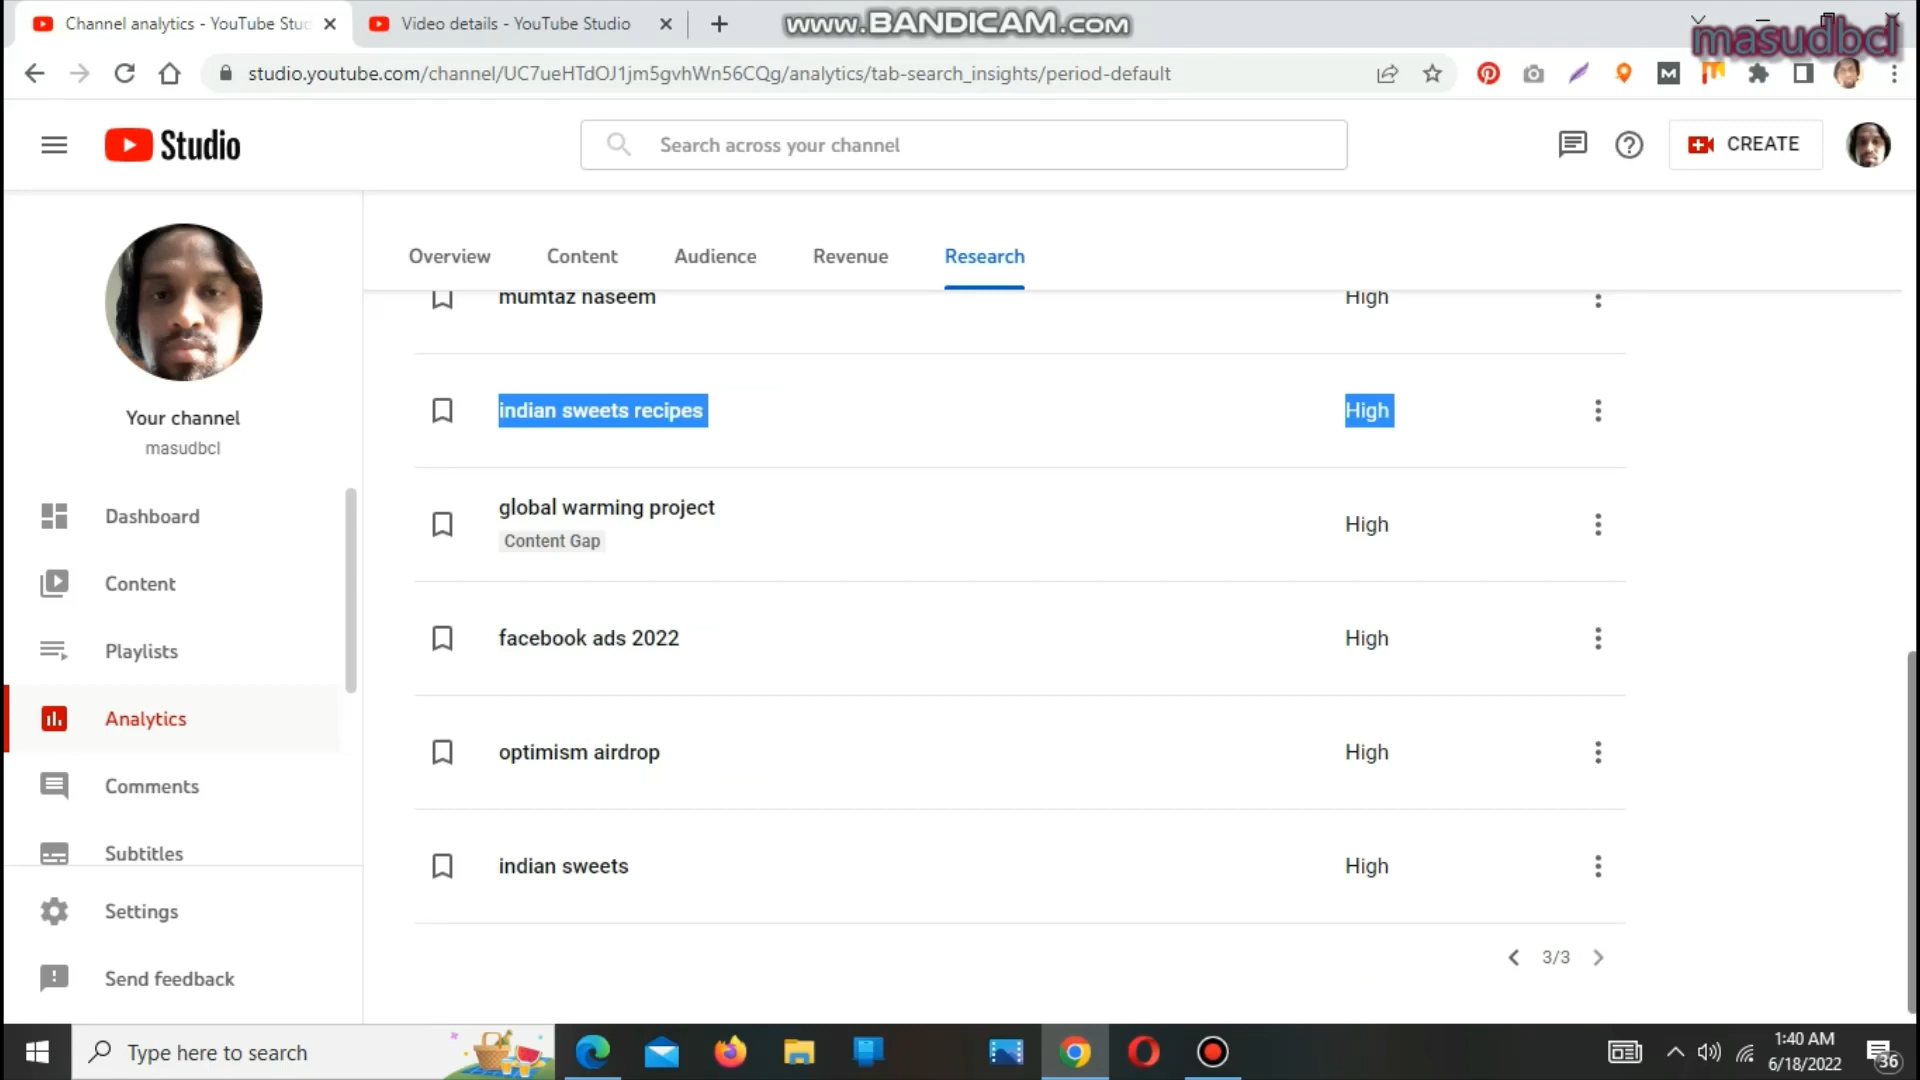 Channel analytics - YouTube Stuc
Video details - YouTube Studio
www.BANDICAM.com
masudbcl
studio.youtube.com/channel/UC7ueHTdOJ1jm5gvhWn56CQg/analytics/tab-search_insights/period-default
Studio
Search across your channel
CREATE
Your channel
masudbcl
Dashboard
Content
Playlists
Analytics
Comments
Subtitles
Settings
Send feedback
Overview
Content
Audience
Revenue
Research
mumtaz naseem High
indian sweets recipes High
global warming project High
Content Gap
facebook ads 2022 High
optimism airdrop High
indian sweets High
3/3
Type here to search
1:40 AM
6/18/2022
36